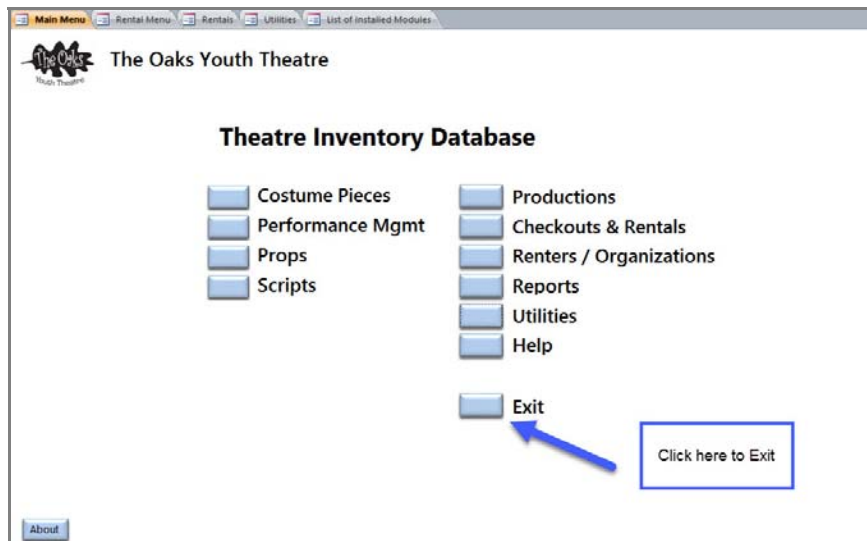 Main Menu Rental Menu Rentals Utilities List of Installed Modules
The Oaks
Youth Theatre
The Oaks Youth Theatre
Theatre Inventory Database
Costume Pieces
Performance Mgmt
Props
Scripts
Productions
Checkouts & Rentals
Renters / Organizations
Reports
Utilities
Help
Exit
Click here to Exit
About